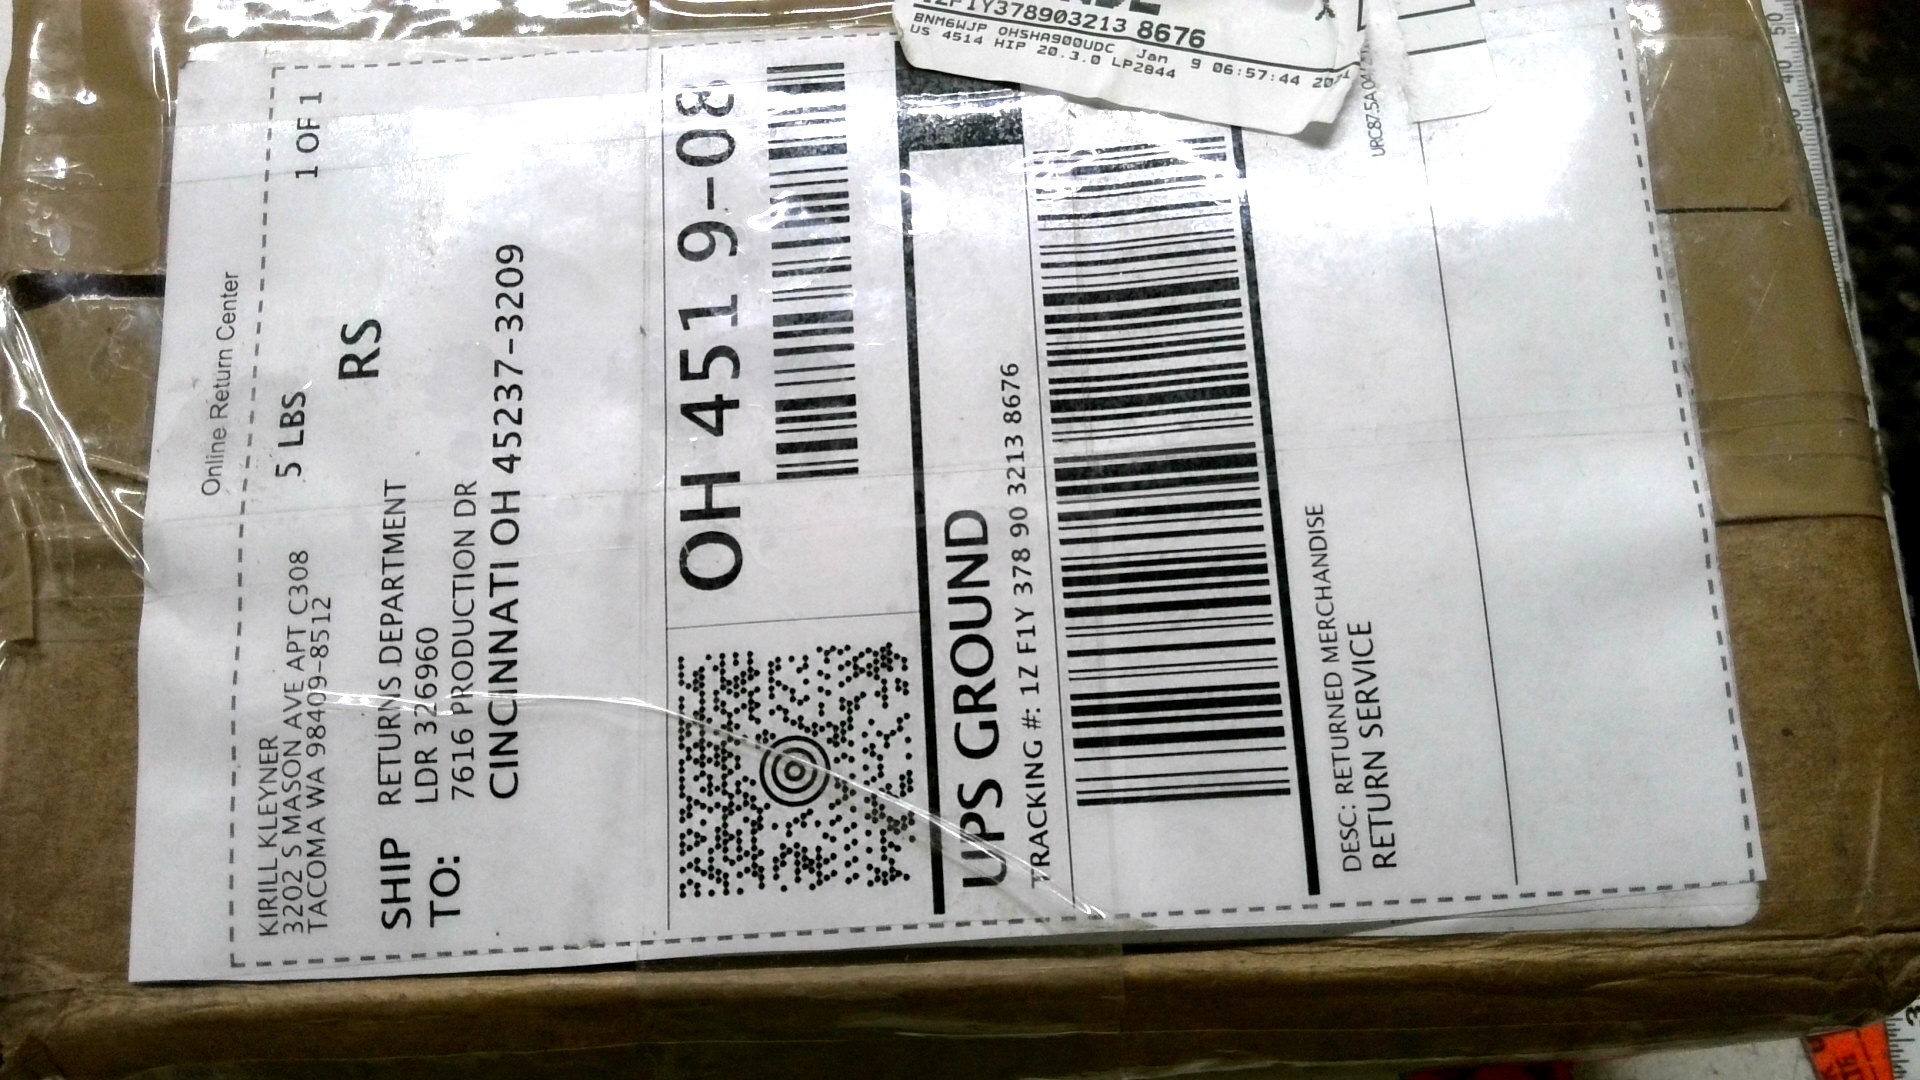 Online Return Center
KIRILL KLEYNER
3202 S MASON AVE APT C308
TACOMA WA 98409-8512
5 LBS
1 OF 1
RS
SHIP TO:
RETURNS DEPARTMENT
LDR 326960
7616 PRODUCTION DR
CINCINNATI OH 45237-3209
OH 451 9-08
UPS GROUND
TRACKING #: 1Z F1Y 378 90 3213 8676
DESC: RETURNED MERCHANDISE
RETURN SERVICE
1ZF1Y378903213 8676
BNM6WJP OHSHA900UDC Jan 9 06:57:44
US 4514 HIP 20.3.0 LP2844
40
50